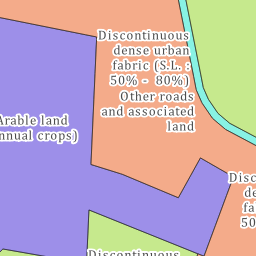 Discontinuous
dense urban
fabric (S.L. :
50% - 80%)
Other roads
and associated
land
Arable land
nnual crops)
Disc
de
fa
50
Discontinuous